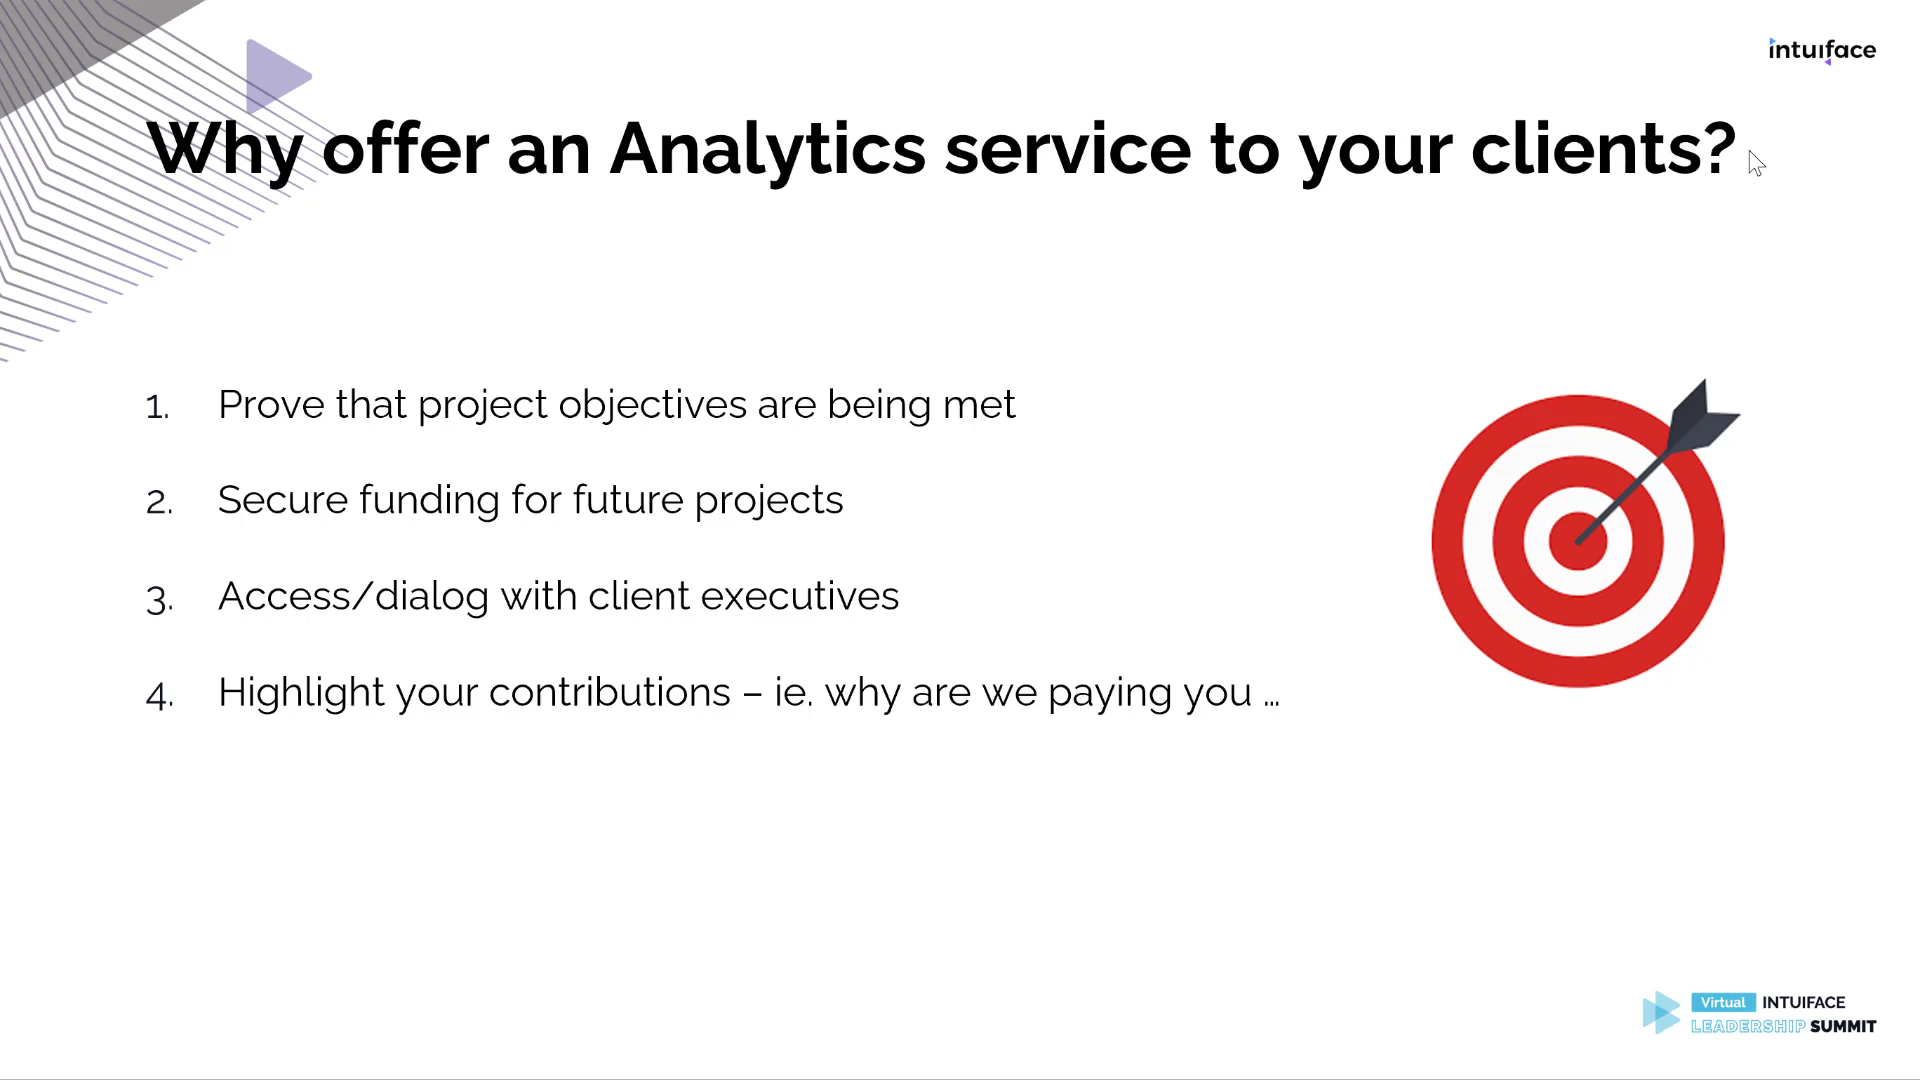 intuiface
Why offer an Analytics service to your clients?
1. Prove that project objectives are being met
2. Secure funding for future projects
3. Access/dialog with client executives
4. Highlight your contributions – ie. why are we paying you ...
Virtual INTUIFACE
LEADERSHIP SUMMIT